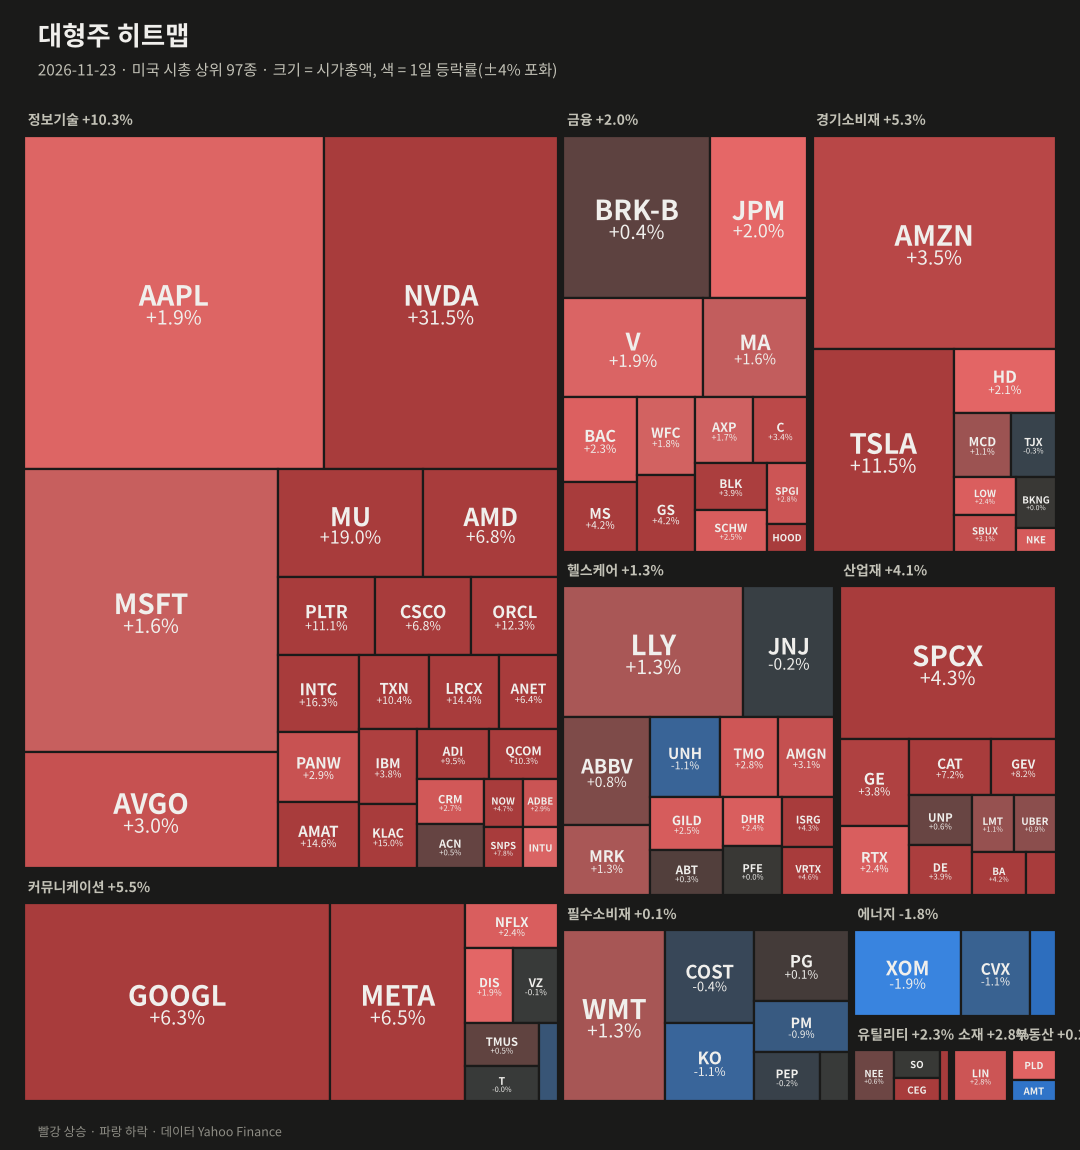 대형주 히트맵
2026-11-23 · 미국 시총 상위 97종 · 크기 = 시가총액, 색 = 1일 등락률(±4% 포화)
정보기술 +10.3%
AAPL
+1.9%
NVDA
+31.5%
MSFT
+1.6%
AVGO
+3.0%
MU
+19.0%
AMD
+6.8%
PLTR
+11.1%
CSCO
+6.8%
ORCL
+12.3%
INTC
+16.3%
TXN
+10.4%
LRCX
+14.4%
ANET
+6.4%
PANW
+2.9%
IBM
+3.8%
ADI
+9.5%
QCOM
+10.3%
AMAT
+14.6%
KLAC
+15.0%
CRM
+2.7%
NOW
+4.7%
ADBE
+2.9%
ACN
+0.5%
SNPS
+7.8%
INTU
금융 +2.0%
BRK-B
+0.4%
JPM
+2.0%
V
+1.9%
MA
+1.6%
BAC
+2.3%
WFC
+1.8%
AXP
+1.7%
C
+3.4%
MS
+4.2%
GS
+4.2%
BLK
+3.9%
SPGI
+2.8%
SCHW
+2.5%
HOOD
경기소비재 +5.3%
AMZN
+3.5%
TSLA
+11.5%
HD
+2.1%
MCD
+1.1%
TJX
-0.3%
LOW
+2.4%
BKNG
+0.0%
SBUX
+3.1%
NKE
헬스케어 +1.3%
LLY
+1.3%
JNJ
-0.2%
ABBV
+0.8%
UNH
-1.1%
TMO
+2.8%
AMGN
+3.1%
MRK
+1.3%
GILD
+2.5%
DHR
+2.4%
ISRG
+4.3%
ABT
+0.3%
PFE
+0.0%
VRTX
+4.6%
산업재 +4.1%
SPCX
+4.3%
GE
+3.8%
CAT
+7.2%
GEV
+8.2%
RTX
+2.4%
UNP
+0.6%
LMT
+1.1%
UBER
+0.9%
DE
+3.9%
BA
+4.2%
커뮤니케이션 +5.5%
GOOGL
+6.3%
META
+6.5%
NFLX
+2.4%
DIS
+1.9%
VZ
-0.1%
TMUS
+0.5%
T
-0.0%
필수소비재 +0.1%
WMT
+1.3%
COST
-0.4%
PG
+0.1%
KO
-1.1%
PM
-0.9%
PEP
-0.2%
에너지 -1.8%
XOM
-1.9%
CVX
-1.1%
유틸리티 +2.3%
NEE
+0.6%
SO
CEG
소재 +2.8%
LIN
+2.8%
부동산
PLD
AMT
빨강 상승 · 파랑 하락 · 데이터 Yahoo Finance